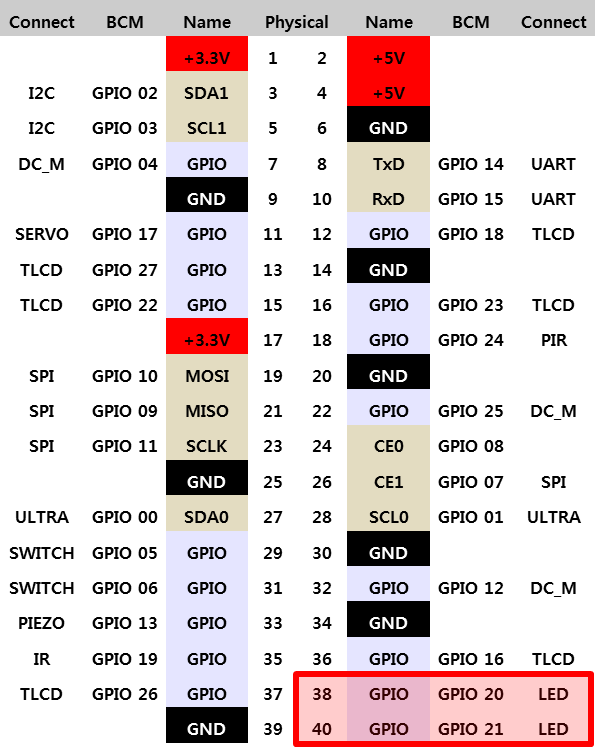 Connect BCM Name Physical Name BCM Connect
+3.3V 1 2 +5V
I2C GPIO 02 SDA1 3 4 +5V
I2C GPIO 03 SCL1 5 6 GND
DC_M GPIO 04 GPIO 7 8 TxD GPIO 14 UART
GND 9 10 RxD GPIO 15 UART
SERVO GPIO 17 GPIO 11 12 GPIO GPIO 18 TLCD
TLCD GPIO 27 GPIO 13 14 GND
TLCD GPIO 22 GPIO 15 16 GPIO GPIO 23 TLCD
+3.3V 17 18 GPIO GPIO 24 PIR
SPI GPIO 10 MOSI 19 20 GND
SPI GPIO 09 MISO 21 22 GPIO GPIO 25 DC_M
SPI GPIO 11 SCLK 23 24 CE0 GPIO 08
GND 25 26 CE1 GPIO 07 SPI
ULTRA GPIO 00 SDA0 27 28 SCL0 GPIO 01 ULTRA
SWITCH GPIO 05 GPIO 29 30 GND
SWITCH GPIO 06 GPIO 31 32 GPIO GPIO 12 DC_M
PIEZO GPIO 13 GPIO 33 34 GND
IR GPIO 19 GPIO 35 36 GPIO GPIO 16 TLCD
TLCD GPIO 26 GPIO 37 38 GPIO GPIO 20 LED
GND 39 40 GPIO GPIO 21 LED